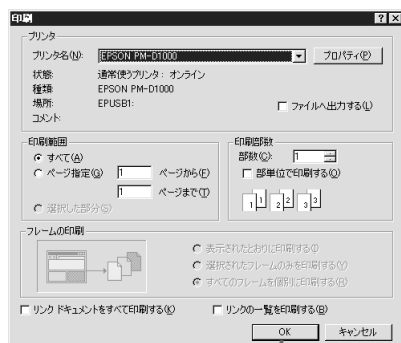 印刷
プリンタ
プリンタ名(N): EPSON PM-D1000 プロパティ(P)
状態: 通常使うプリンタ: オンライン
種類: EPSON PM-D1000
場所: EPUSB1: ファイルへ出力する(L)
コメント:
印刷範囲
すべて(A)
ページ指定(G) 1 ページから(F)
1 ページまで(T)
選択した部分(S)
印刷部数
部数(C): 1
部単位で印刷する(O)
1 1 2 2 3 3
フレームの印刷
表示されたとおりに印刷する(I)
選択されたフレームのみを印刷する(Y)
すべてのフレームを個別に印刷する(R)
リンク ドキュメントをすべて印刷する(K) リンクの一覧を印刷する(B)
OK キャンセル